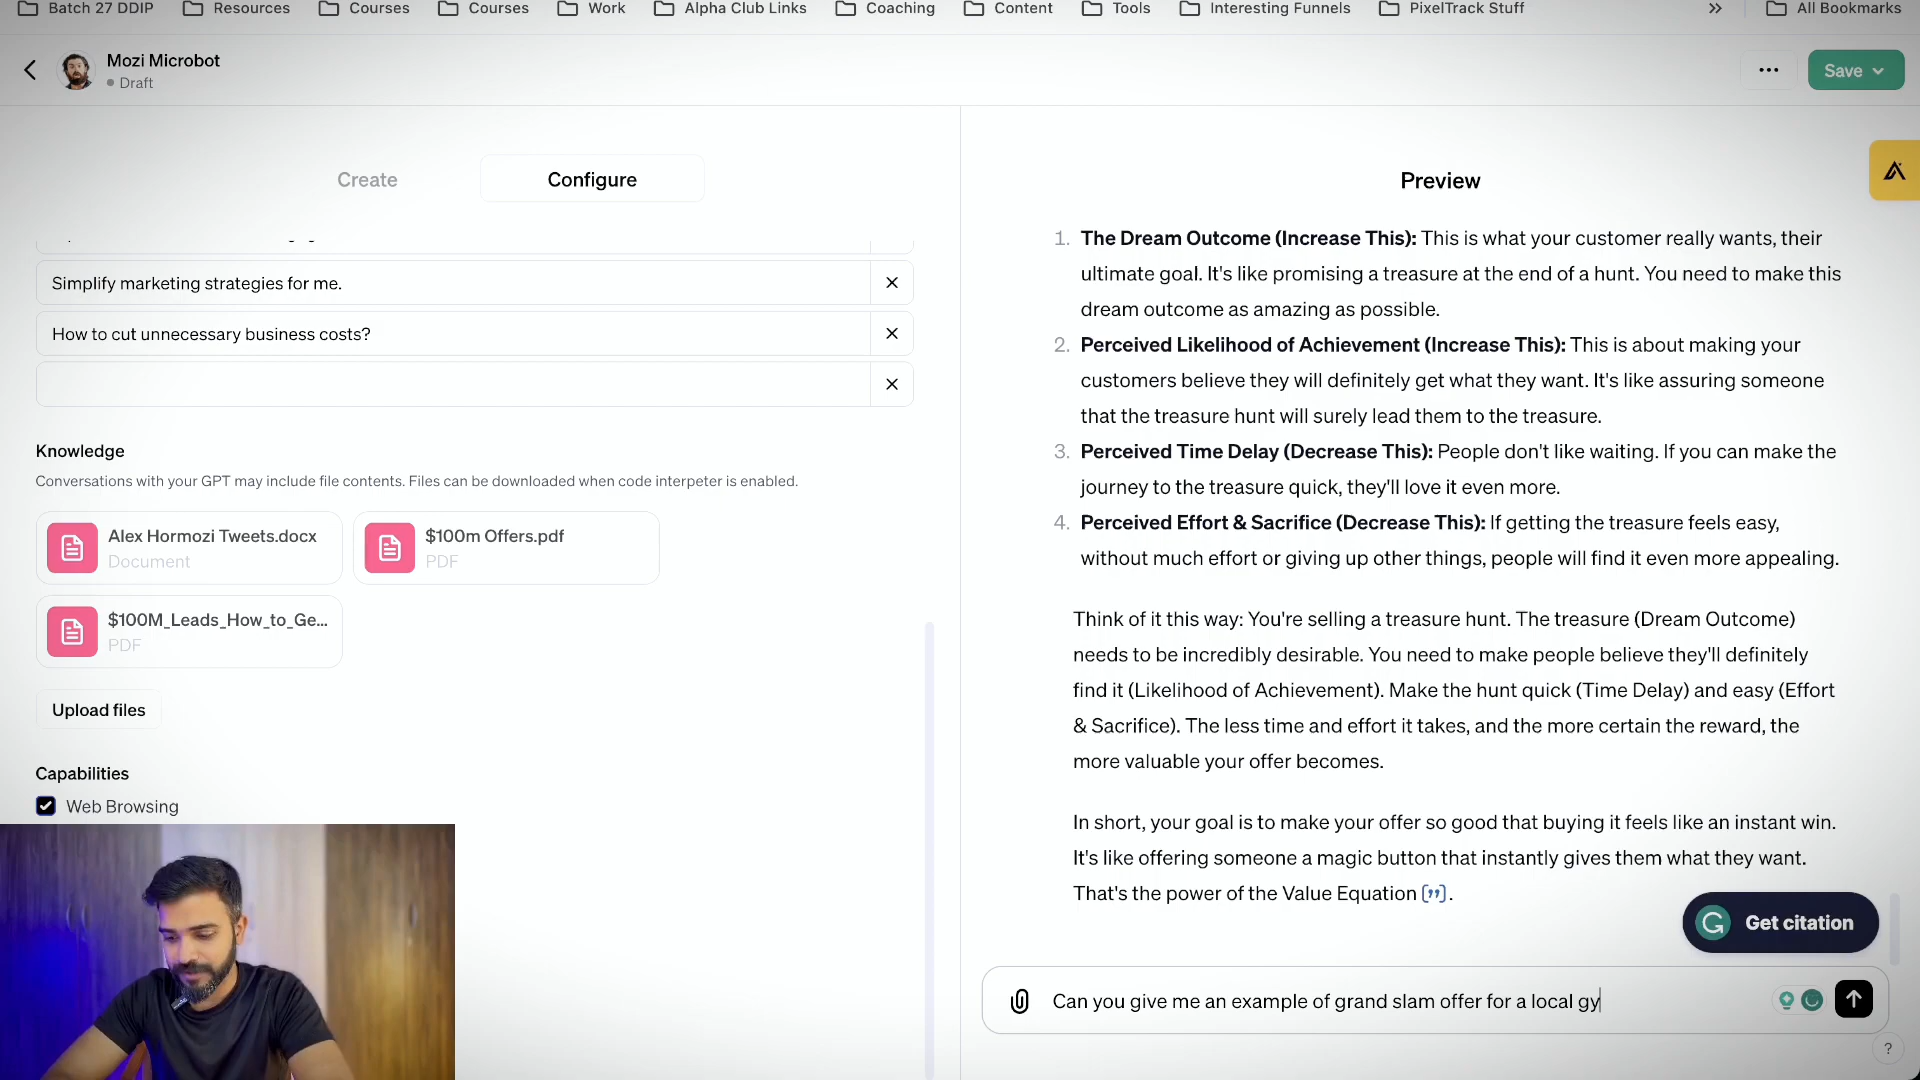 Batch 27 DDIP
Resources
Courses
Courses
Work
Alpha Club Links
Coaching
Content
Tools
Interesting Funnels
PixelTrack Stuff
All Bookmarks
Mozi Microbot
Draft
Save
Create
Configure
Simplify marketing strategies for me.
How to cut unnecessary business costs?
Knowledge
Conversations with your GPT may include file contents. Files can be downloaded when code interpeter is enabled.
Alex Hormozi Tweets.docx
Document
$100m Offers.pdf
PDF
$100M_Leads_How_to_Ge...
PDF
Upload files
Capabilities
Web Browsing
Preview
1. The Dream Outcome (Increase This): This is what your customer really wants, their
ultimate goal. It's like promising a treasure at the end of a hunt. You need to make this
dream outcome as amazing as possible.
2. Perceived Likelihood of Achievement (Increase This): This is about making your
customers believe they will definitely get what they want. It's like assuring someone
that the treasure hunt will surely lead them to the treasure.
3. Perceived Time Delay (Decrease This): People don't like waiting. If you can make the
journey to the treasure quick, they'll love it even more.
4. Perceived Effort & Sacrifice (Decrease This): If getting the treasure feels easy,
without much effort or giving up other things, people will find it even more appealing.
Think of it this way: You're selling a treasure hunt. The treasure (Dream Outcome)
needs to be incredibly desirable. You need to make people believe they'll definitely
find it (Likelihood of Achievement). Make the hunt quick (Time Delay) and easy (Effort
& Sacrifice). The less time and effort it takes, and the more certain the reward, the
more valuable your offer becomes.
In short, your goal is to make your offer so good that buying it feels like an instant win.
It's like offering someone a magic button that instantly gives them what they want.
That's the power of the Value Equation ["].
Get citation
Can you give me an example of grand slam offer for a local gy
?